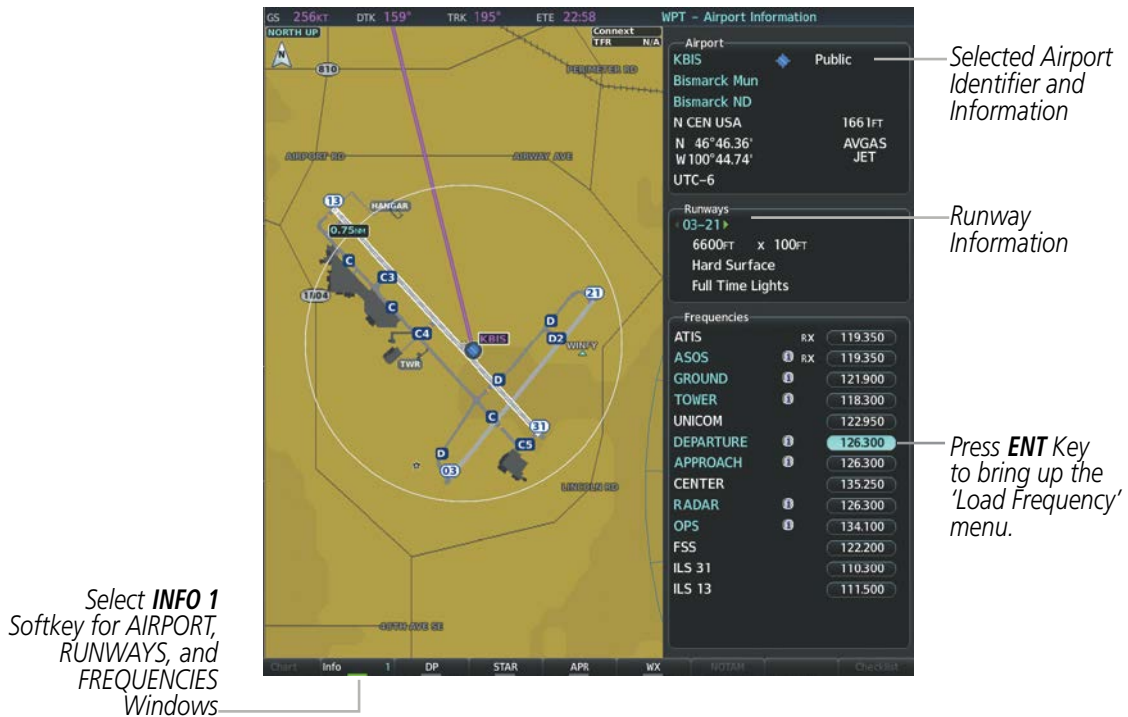 GS 256KT DTK 159° TRK 195° ETE 22:58 WPT – Airport Information
NORTH UP
N
Connext
TFR N/A
810
PERIMETER RD
AIRPORT RD
AIRWAY AVE
13
HANGAR
0.75NM
C
C3
1804
C
21
D
C4
KBIS
D2
WINFY
TWR
D
C
31
C5
D
03
LINCOLN RD
48TH AVE SE
Airport
KBIS Public
Bismarck Mun
Bismarck ND
N CEN USA 1661FT
N 46°46.36' AVGAS
W100°44.74' JET
UTC–6
Runways
03–21
6600FT x 100FT
Hard Surface
Full Time Lights
Frequencies
ATIS RX 119.350
ASOS i RX 119.350
GROUND i 121.900
TOWER i 118.300
UNICOM 122.950
DEPARTURE i 126.300
APPROACH i 126.300
CENTER 135.250
RADAR i 126.300
OPS i 134.100
FSS 122.200
ILS 31 110.300
ILS 13 111.500
Chart Info 1 DP STAR APR WX NOTAM Checklist
Selected Airport
Identifier and
Information
Runway
Information
Press ENT Key
to bring up the
‘Load Frequency’
menu.
Select INFO 1
Softkey for AIRPORT,
RUNWAYS, and
FREQUENCIES
Windows